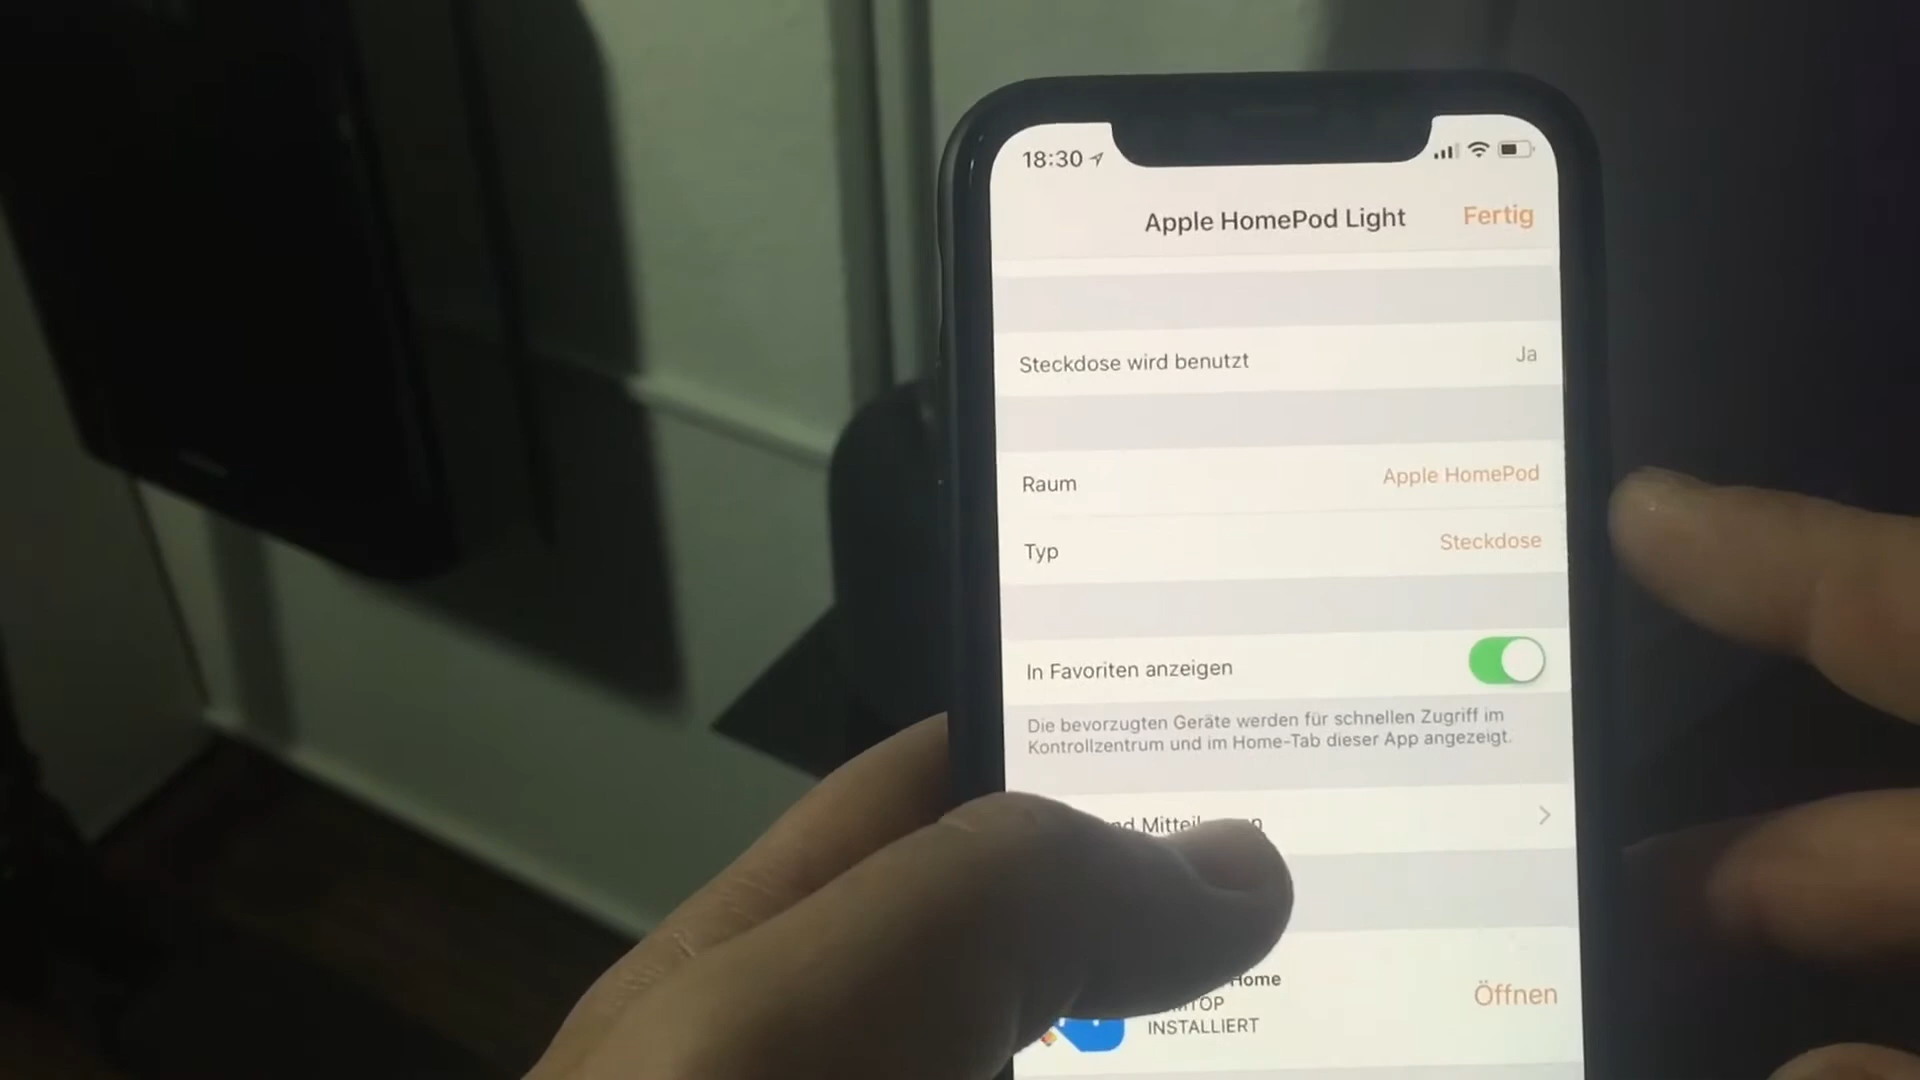 18:30
Apple HomePod Light
Fertig
Steckdose wird benutzt
Ja
Raum
Apple HomePod
Typ
Steckdose
In Favoriten anzeigen
Die bevorzugten Geräte werden für schnellen Zugriff im
Kontrollzentrum und im Home-Tab dieser App angezeigt.
Home
INSTALLIERT
Öffnen